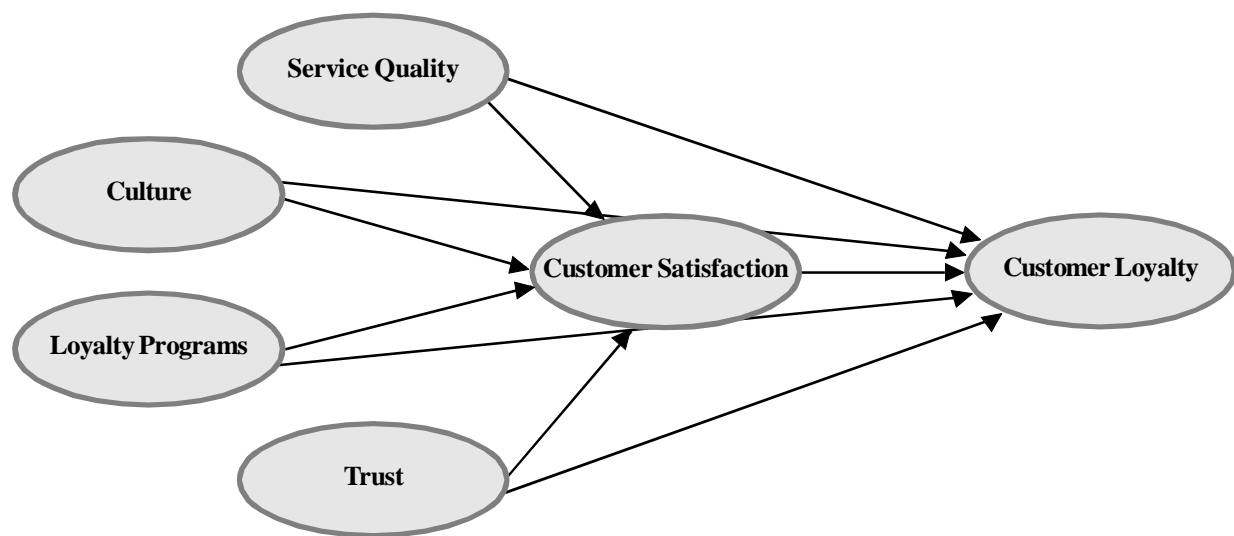 Service Quality
Culture
Customer Satisfaction
Customer Loyalty
Loyalty Programs
Trust